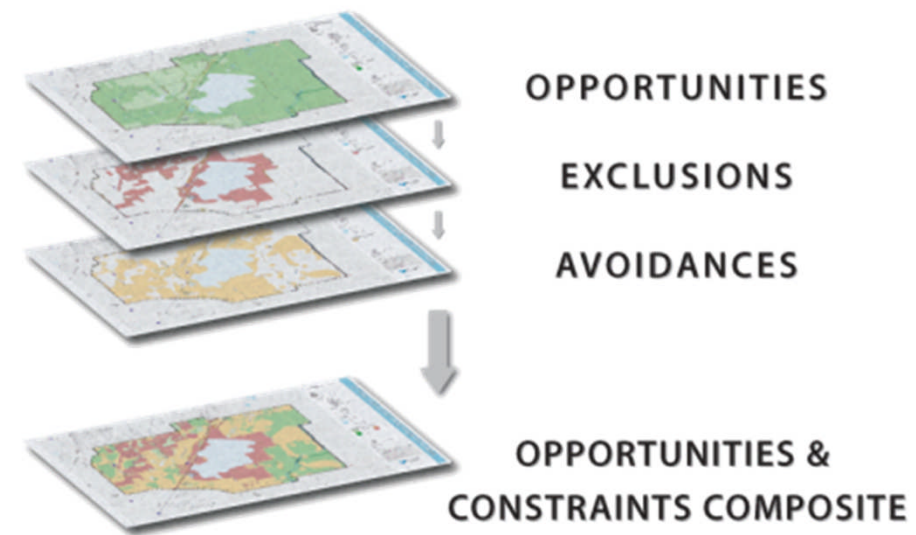 OPPORTUNITIES
EXCLUSIONS
AVOIDANCES
OPPORTUNITIES &
CONSTRAINTS COMPOSITE